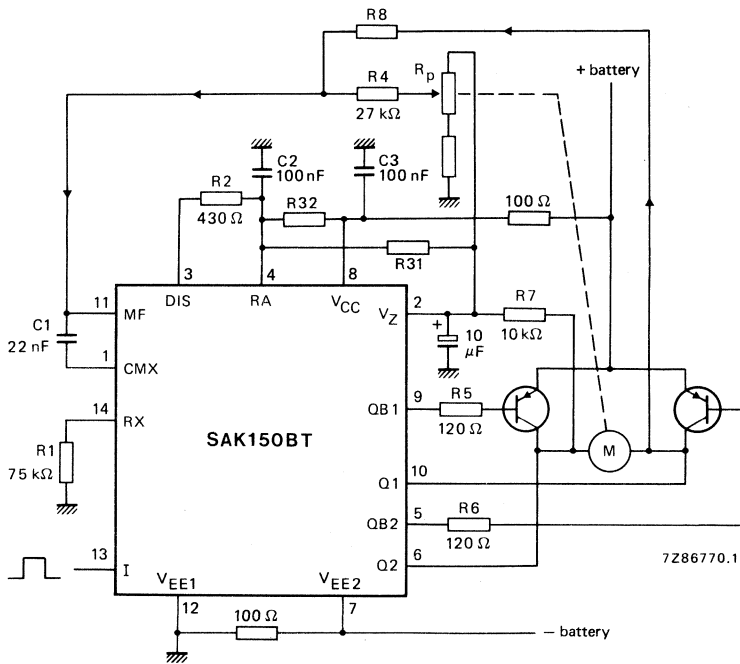 R8
+ battery
R4
27 kΩ
Rp
C2
100 nF
C3
100 nF
R2
430 Ω
R32
100 Ω
R31
3
4
8
DIS
RA
VCC
11
MF
2
VZ
R7
10 kΩ
C1
22 nF
+
10
μF
1
CMX
9
QB1
R5
120 Ω
14
RX
SAK150BT
M
R1
75 kΩ
10
Q1
5
QB2
R6
120 Ω
13
I
6
Q2
7Z86770.1
VEE1
VEE2
12
7
100 Ω
− battery